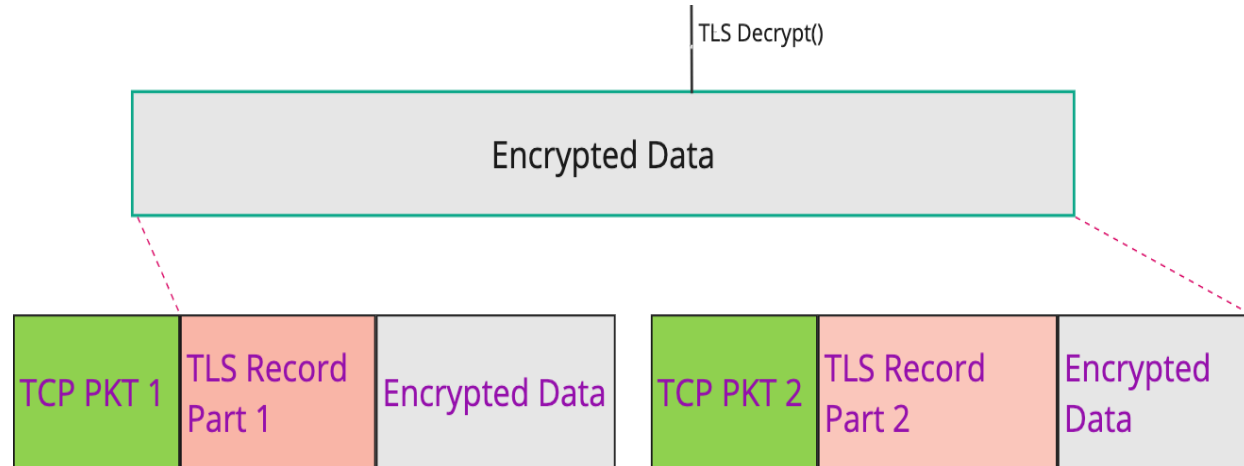 TLS Decrypt()
Encrypted Data
TCP PKT 1
TLS Record
Part 1
Encrypted Data
TCP PKT 2
TLS Record
Part 2
Encrypted
Data